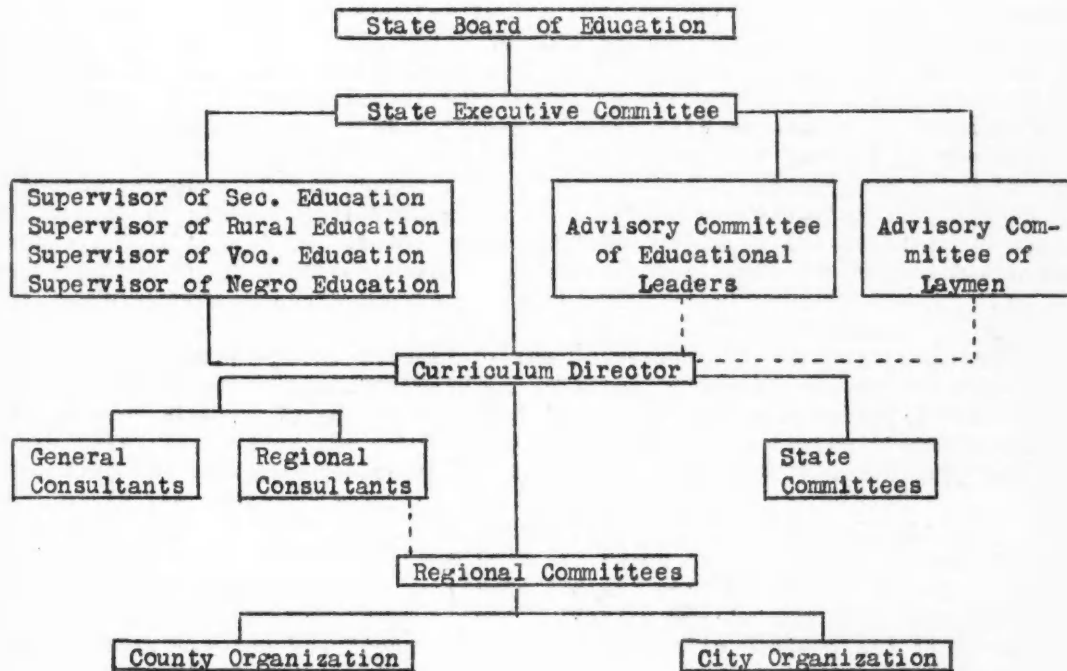 State Board of Education
State Executive Committee
Supervisor of Sec. Education
Supervisor of Rural Education
Supervisor of Voc. Education
Supervisor of Negro Education
Advisory Committee
of Educational
Leaders
Advisory Com-
mittee of
Laymen
Curriculum Director
General
Consultants
Regional
Consultants
State
Committees
Regional Committees
County Organization
City Organization